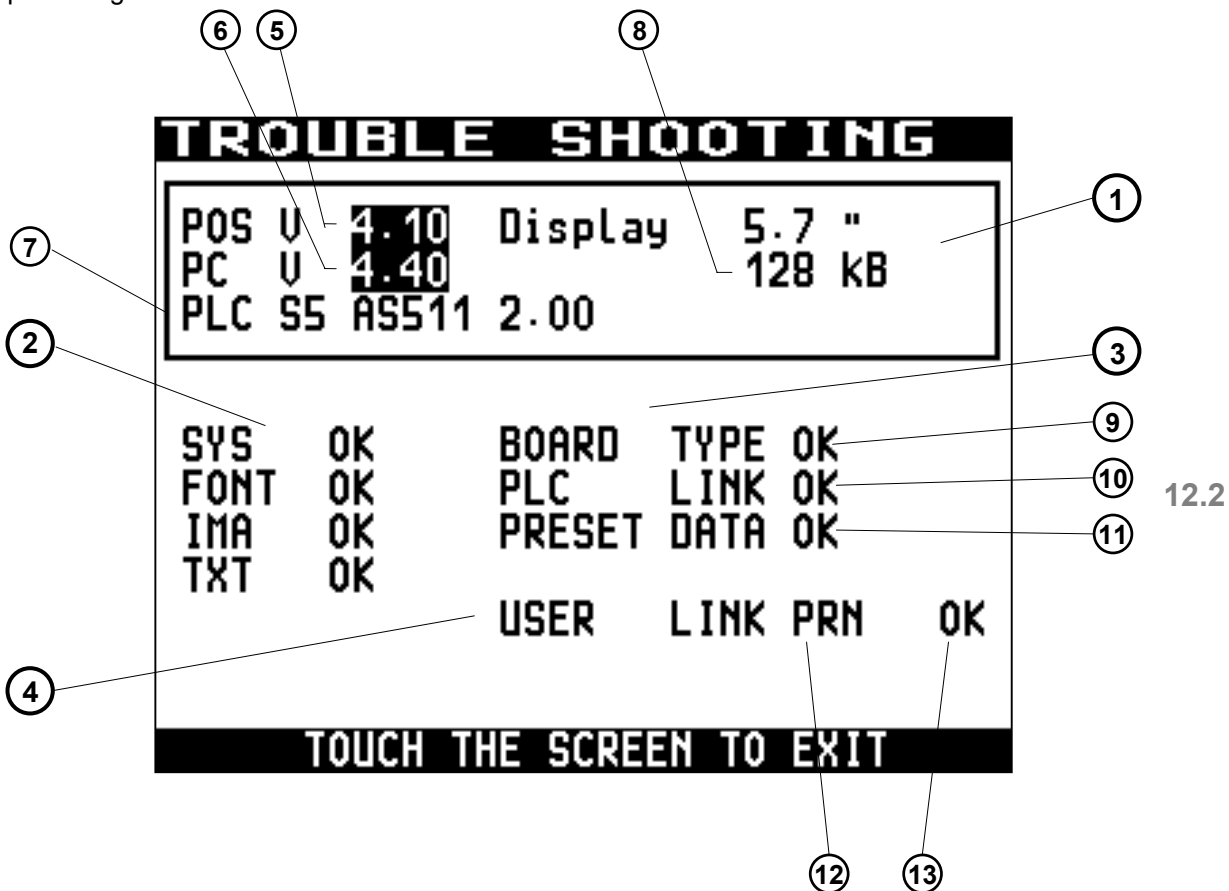 6 5 8
TROUBLE SHOOTING
1
POS V 4.10 Display 5.7 "
7
PC V 4.40 128 KB
PLC S5 AS511 2.00
2
3
SYS OK BOARD TYPE OK 9
FONT OK PLC LINK OK 10
12.2
IMA OK PRESET DATA OK 11
TXT OK
USER LINK PRN OK
4
TOUCH THE SCREEN TO EXIT
12 13